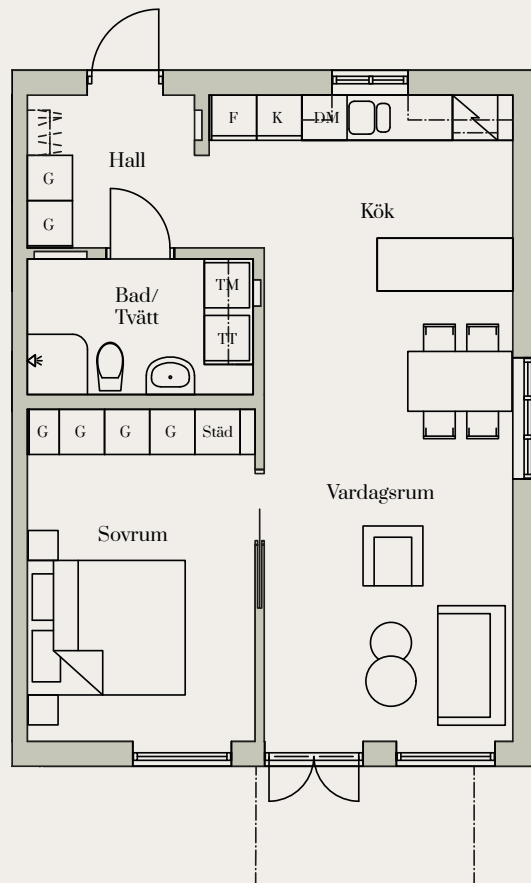 F K DM
Hall
G
G
Kök
Bad/
Tvätt
TM
TT
G G G G Städ
Vardagsrum
Sovrum